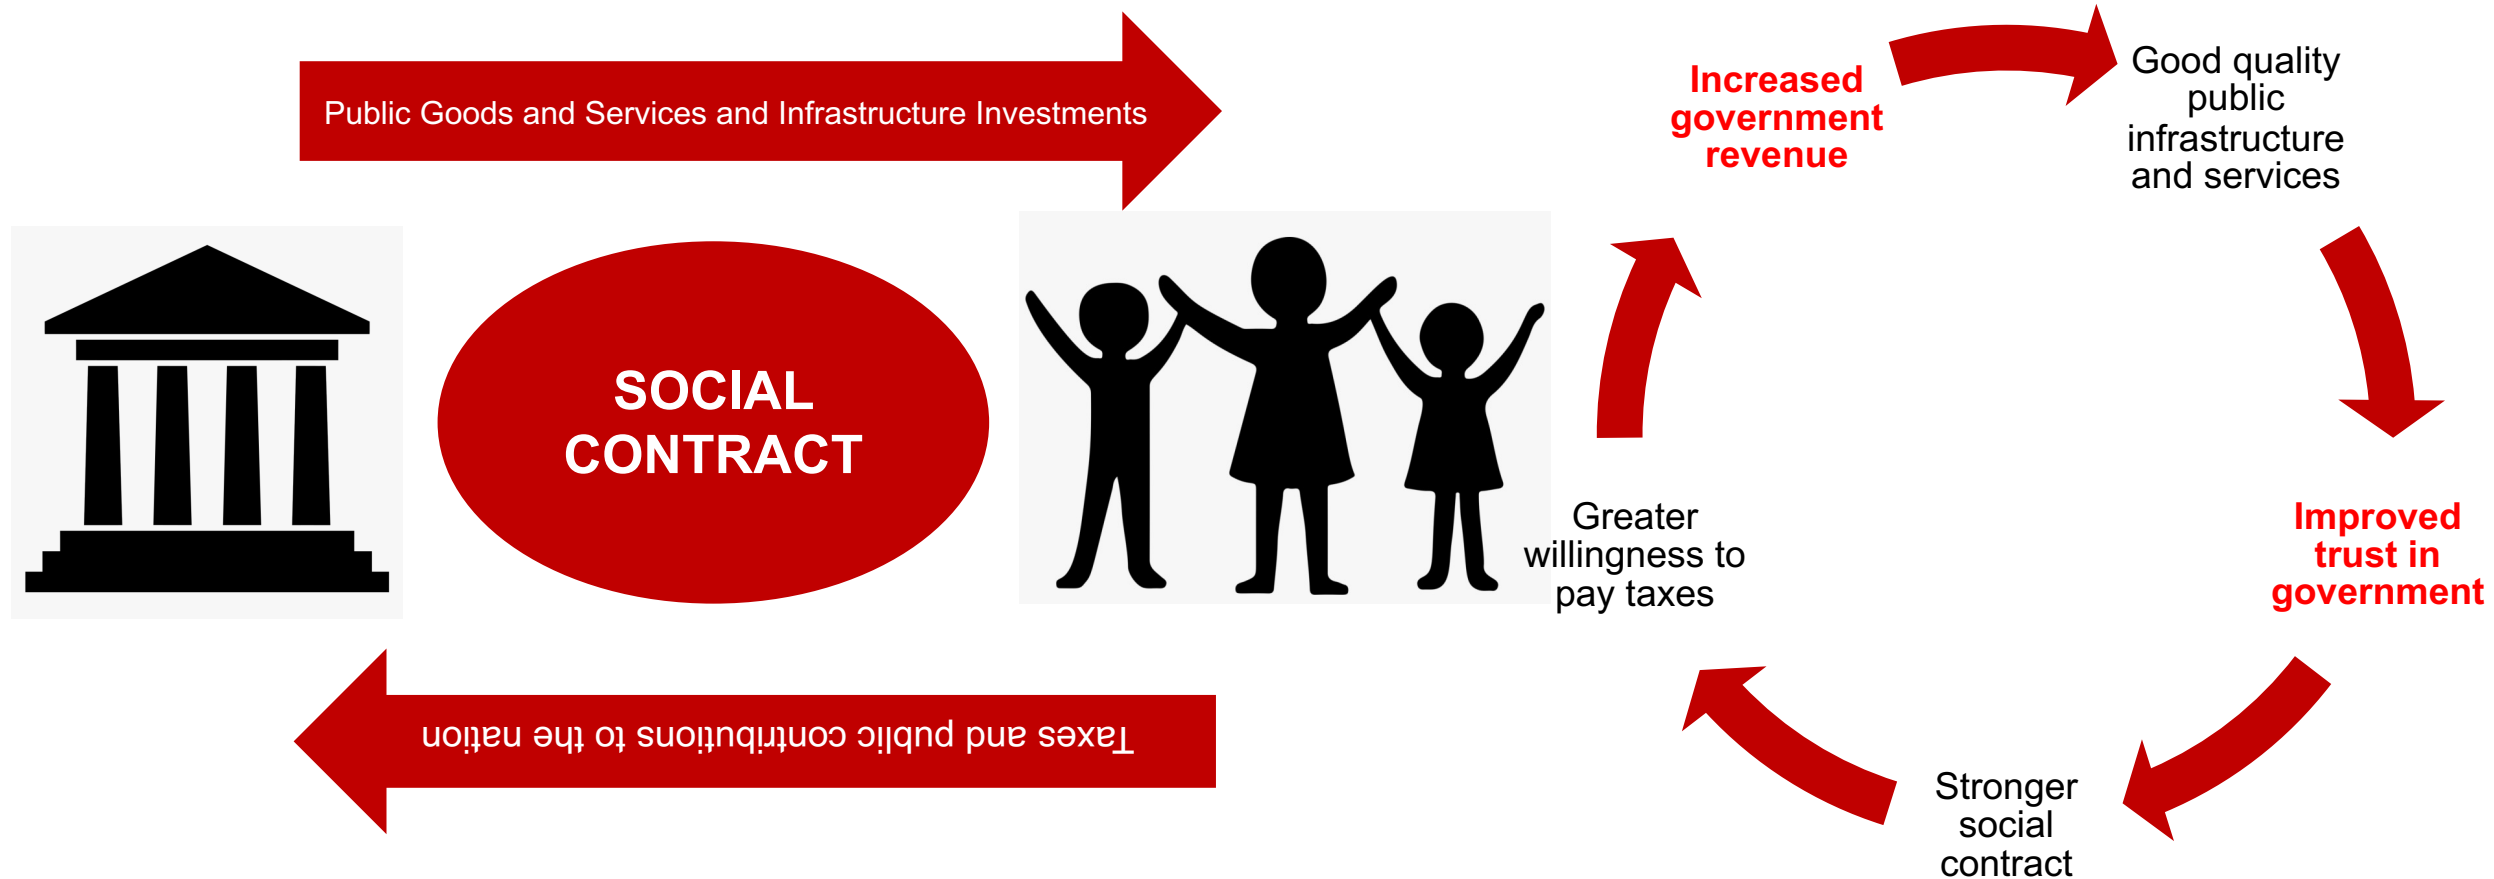 Public Goods and Services and Infrastructure Investments
SOCIAL
CONTRACT
Taxes and public contributions to the nation
Increased
government
revenue
Good quality
public
infrastructure
and services
Improved
trust in
government
Stronger
social
contract
Greater
willingness to
pay taxes